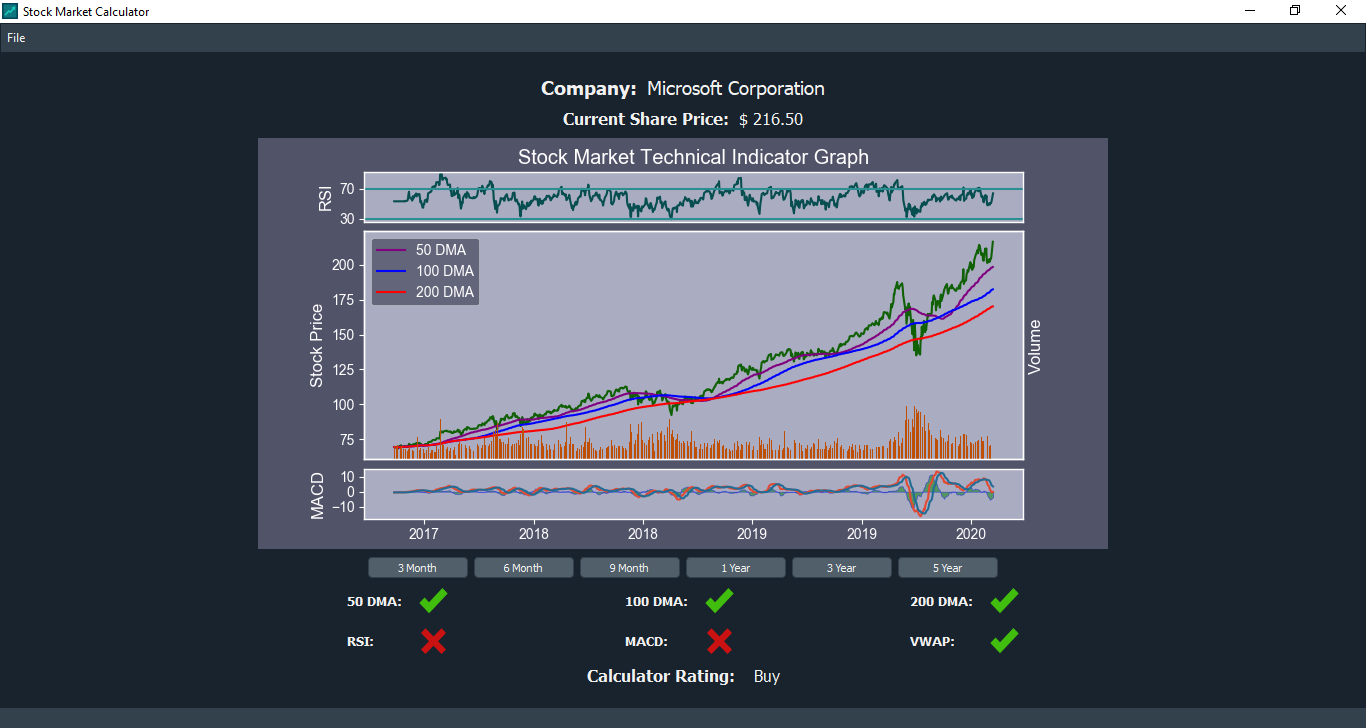 Stock Market Calculator
File
Company: Microsoft Corporation
Current Share Price: $ 216.50
Stock Market Technical Indicator Graph
RSI
70
30
50 DMA
100 DMA
200 DMA
Stock Price
200
175
150
125
100
75
Volume
MACD
10
0
−10
2017 2018 2018 2019 2019 2020
3 Month 6 Month 9 Month 1 Year 3 Year 5 Year
50 DMA: 100 DMA: 200 DMA:
RSI: MACD: VWAP:
Calculator Rating: Buy